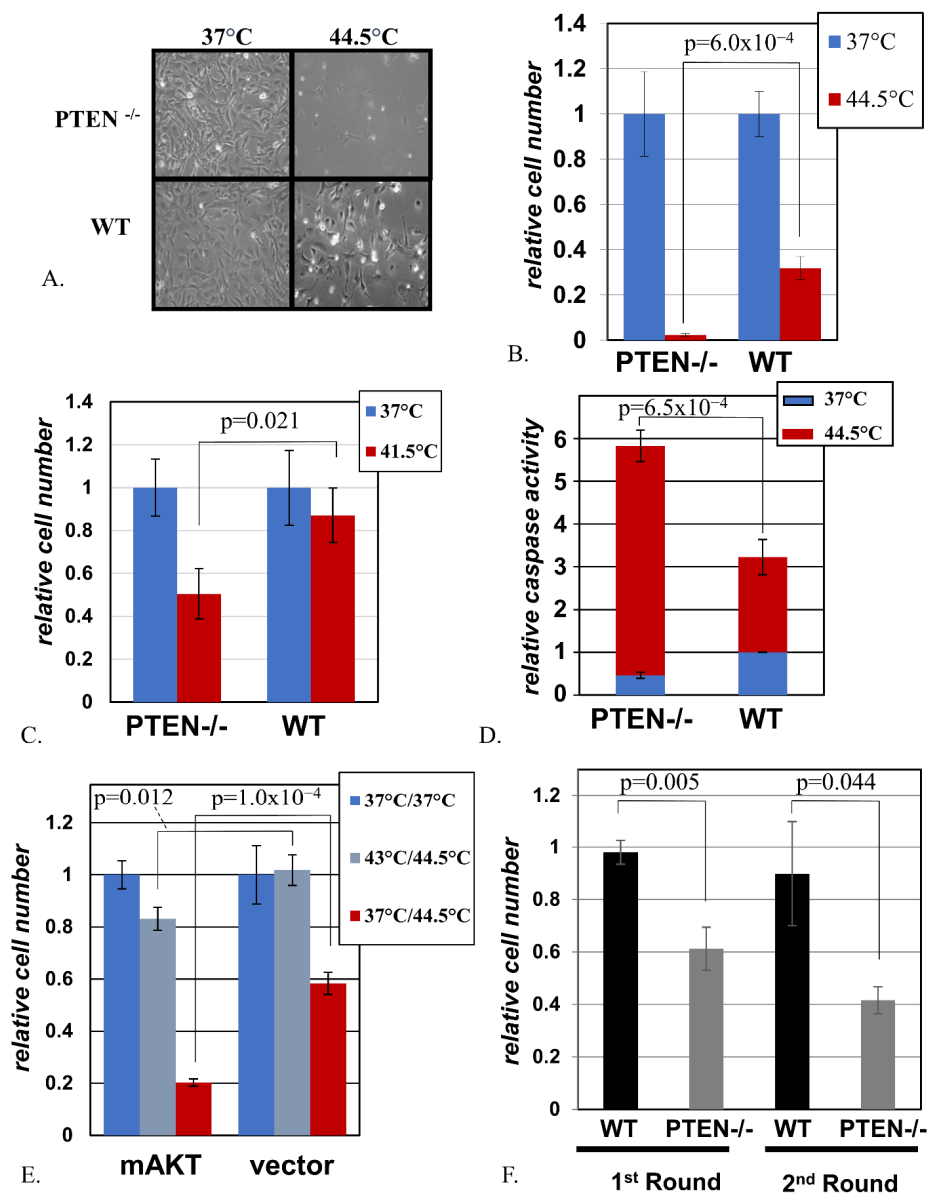 37°C 44.5°C
PTEN -/-
WT
A.
1.4
1.2
1
0.8
0.6
0.4
0.2
0
relative cell number
p=6.0x10–4
37°C
44.5°C
PTEN-/- WT
B.
1.4
1.2
1
0.8
0.6
0.4
0.2
0
relative cell number
p=0.021
37°C
41.5°C
PTEN-/- WT
C.
6
5
4
3
2
1
0
relative caspase activity
p=6.5x10–4
37°C
44.5°C
PTEN-/- WT
D.
1.2
1
0.8
0.6
0.4
0.2
0
relative cell number
p=0.012 p=1.0x10–4
37°C/37°C
43°C/44.5°C
37°C/44.5°C
mAKT vector
E.
1.2
1
0.8
0.6
0.4
0.2
0
relative cell number
p=0.005 p=0.044
WT PTEN-/- WT PTEN-/-
1st Round 2nd Round
F.